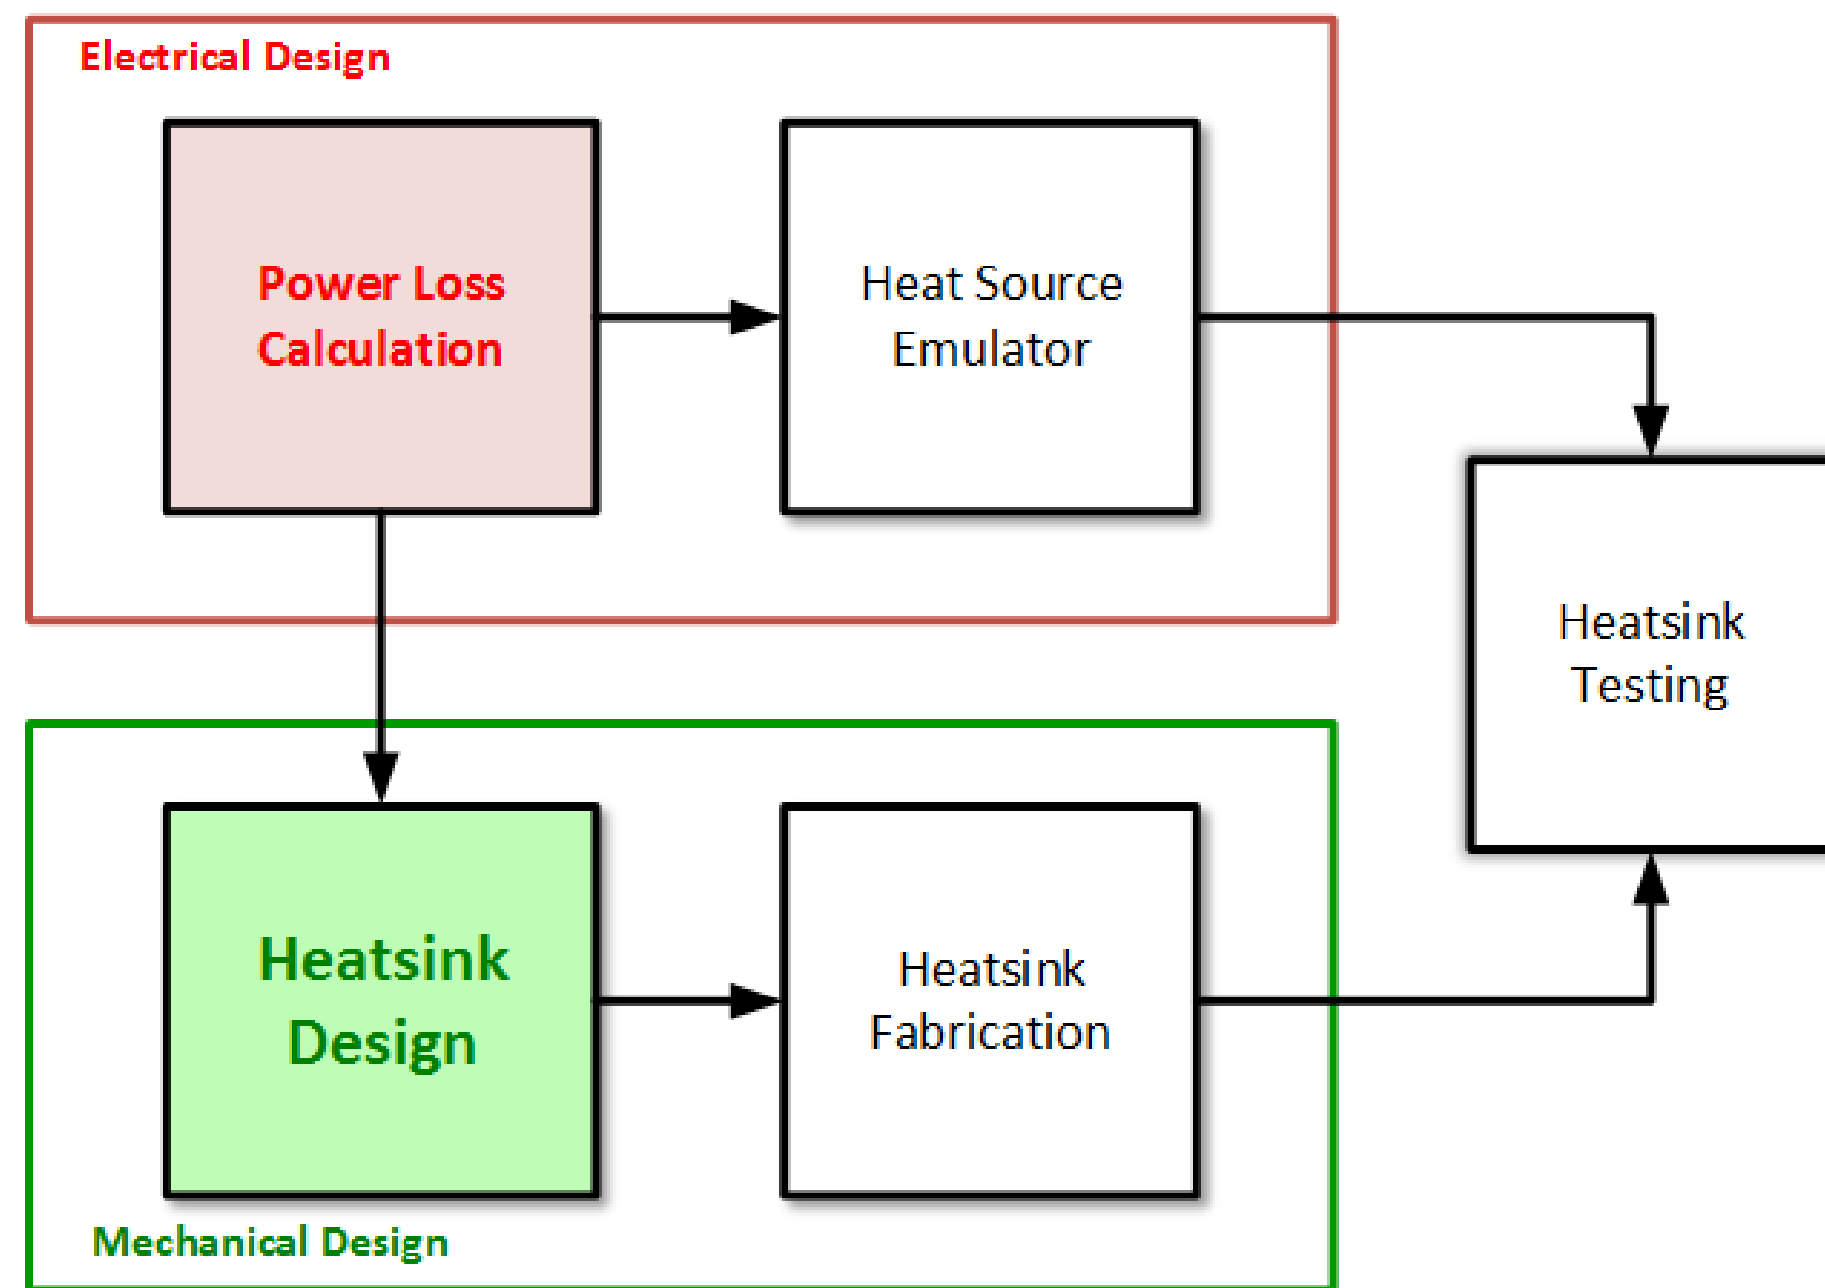 Electrical Design
Power Loss
Calculation
Heat Source
Emulator
Heatsink
Testing
Heatsink
Design
Heatsink
Fabrication
Mechanical Design